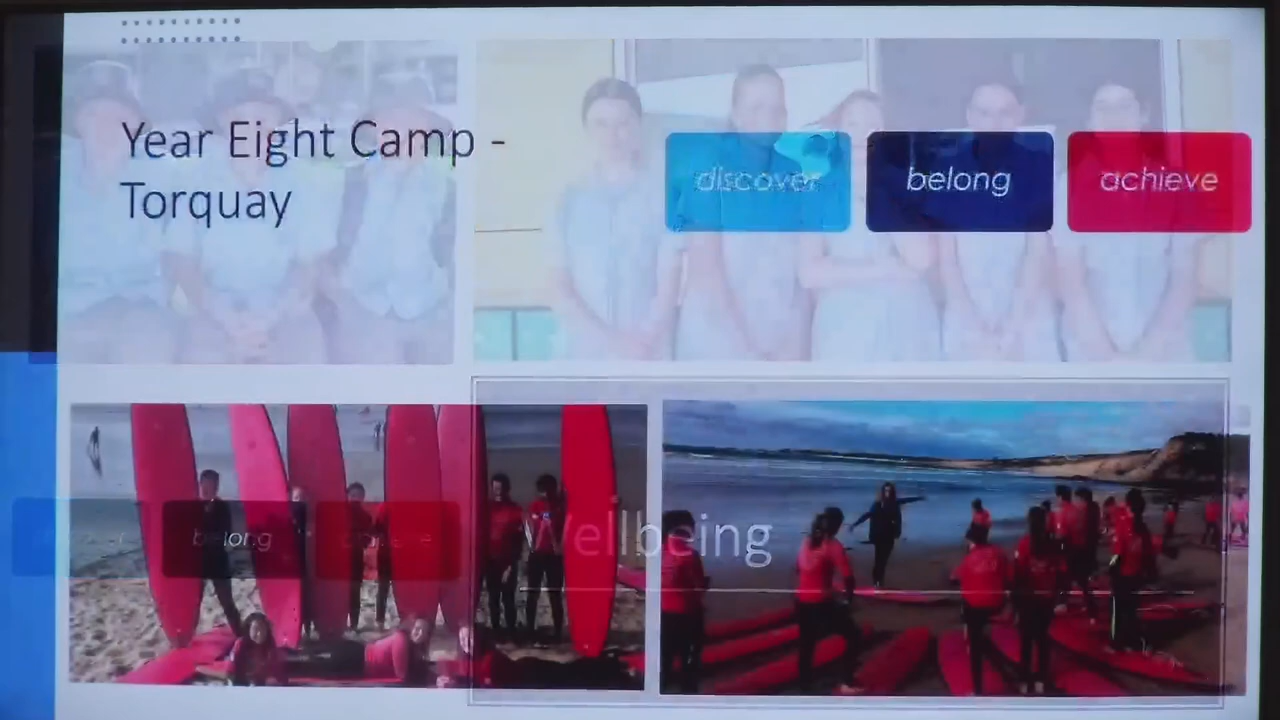 Year Eight Camp -
Torquay
discover
belong
achieve
belong
Wellbeing